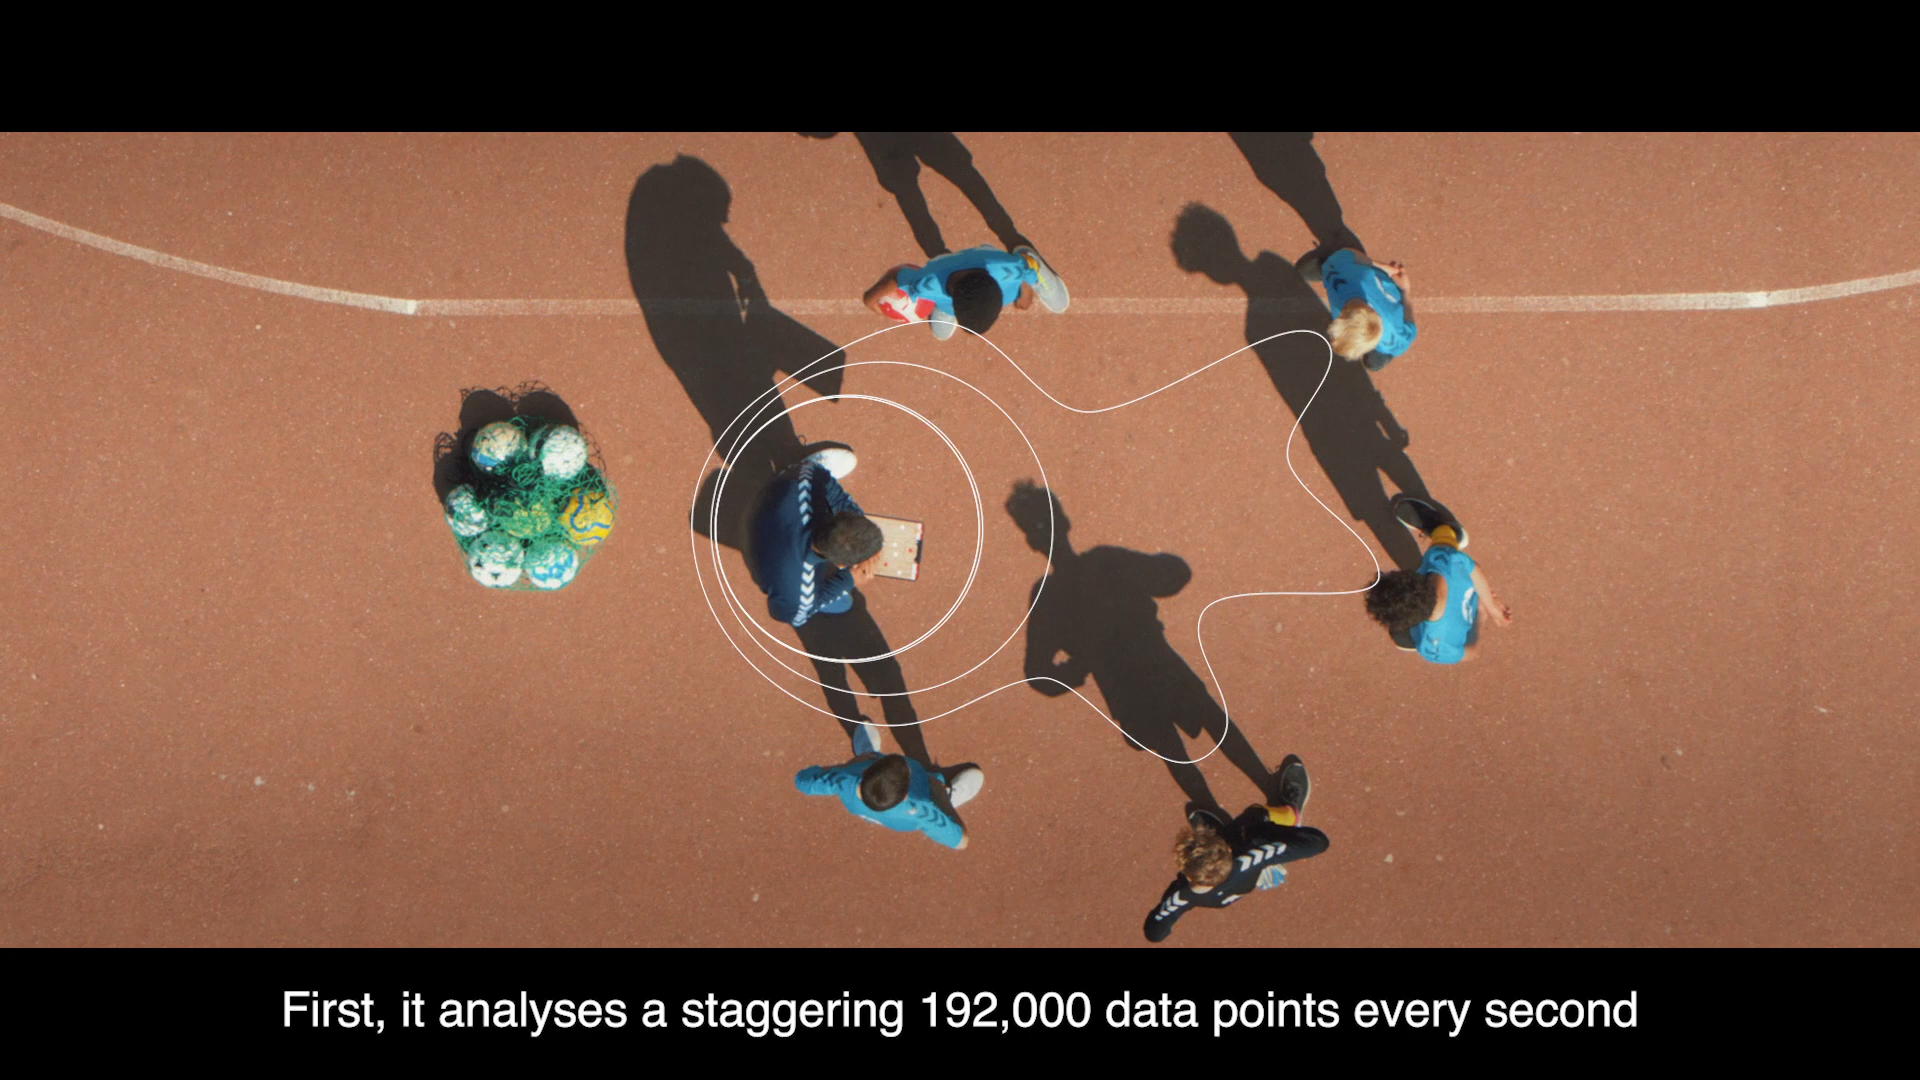 First, it analyses a staggering 192,000 data points every second